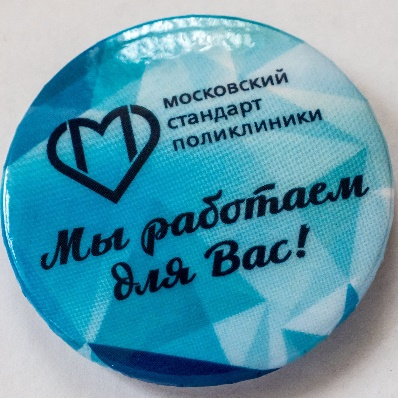 МОСКОВСКИЙ
СТАНДАРТ
ПОЛИКЛИНИКИ
Мы работаем
для Вас!